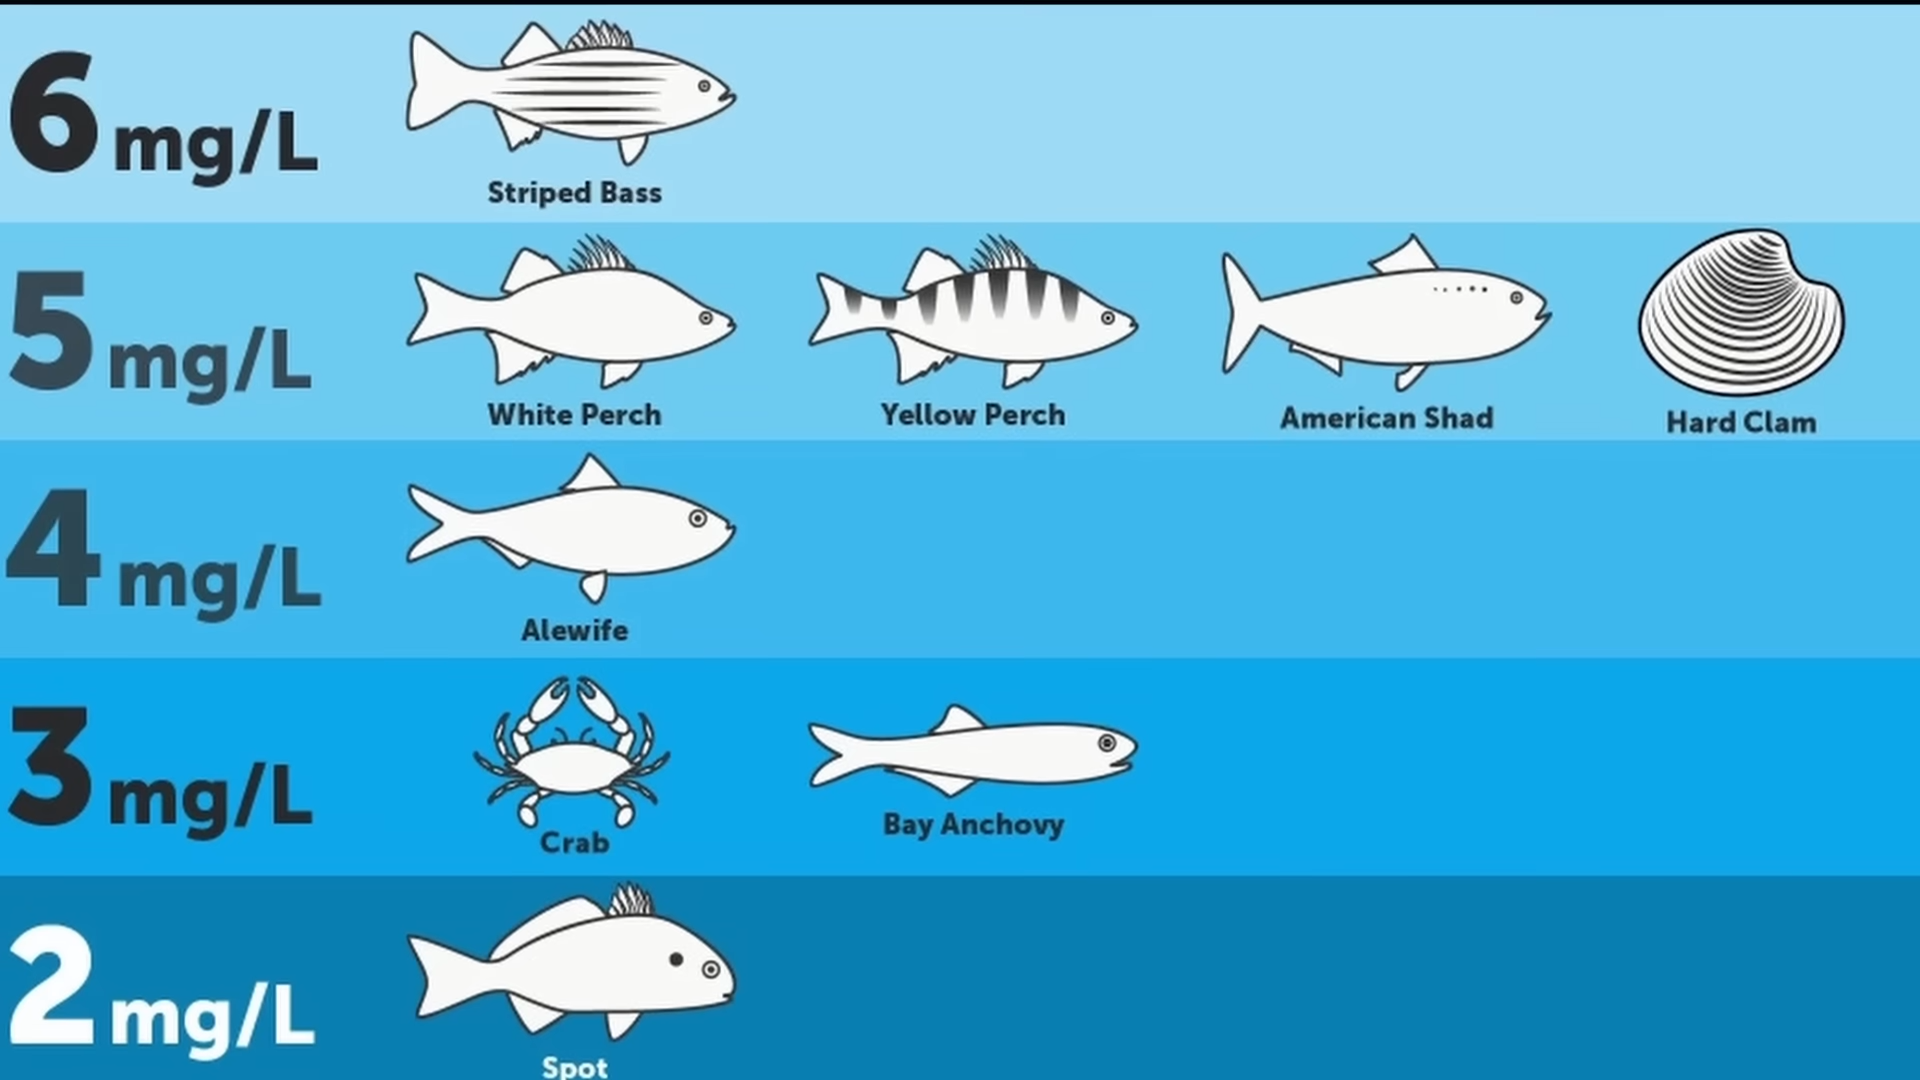 6 mg/L
Striped Bass
5 mg/L
White Perch
Yellow Perch
American Shad
Hard Clam
4 mg/L
Alewife
3 mg/L
Crab
Bay Anchovy
2 mg/L
Spot